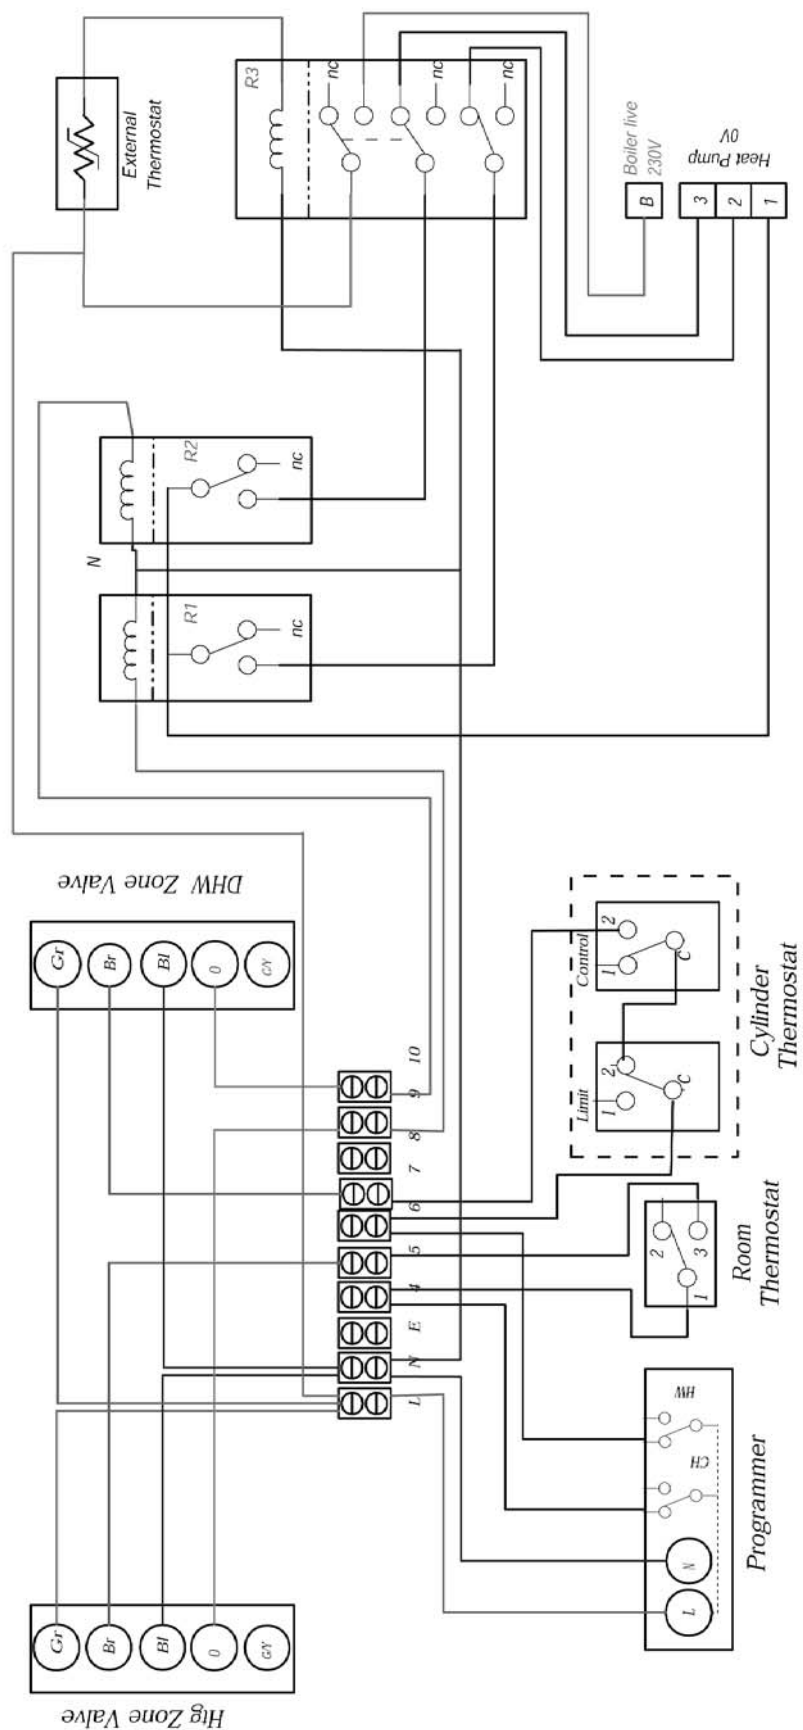 External
Thermostat
R3
nc
nc
nc
Boiler live
230V
B
3
2
1
Heat Pump
0V
R2
nc
N
R1
nc
DHW Zone Valve
Gr
Br
Bl
0
G/Y
10
9
8
7
6
5
4
E
N
L
Control
1
2
C
Limit
1
2
C
Cylinder
Thermostat
2
3
1
Room
Thermostat
HW
CH
N
L
Programmer
Gr
Br
Bl
0
G/Y
Htg Zone Valve